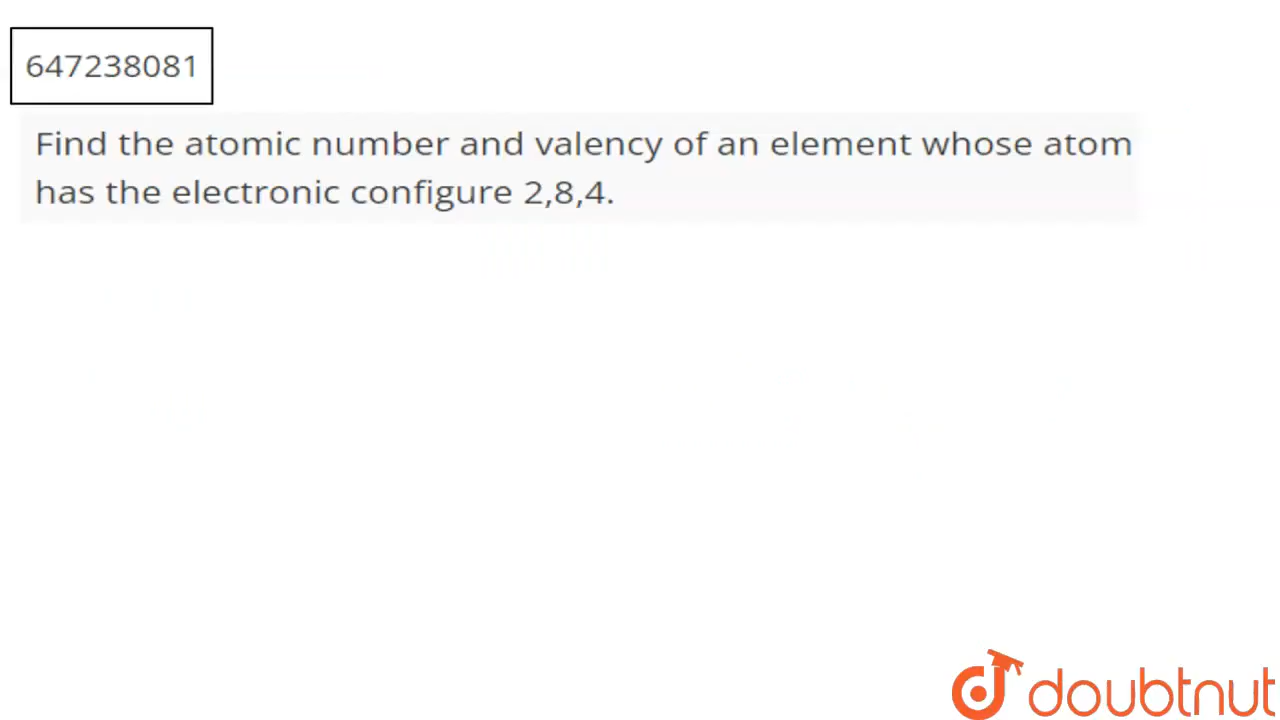 647238081
Find the atomic number and valency of an element whose atom
has the electronic configure 2,8,4.
doubtnut